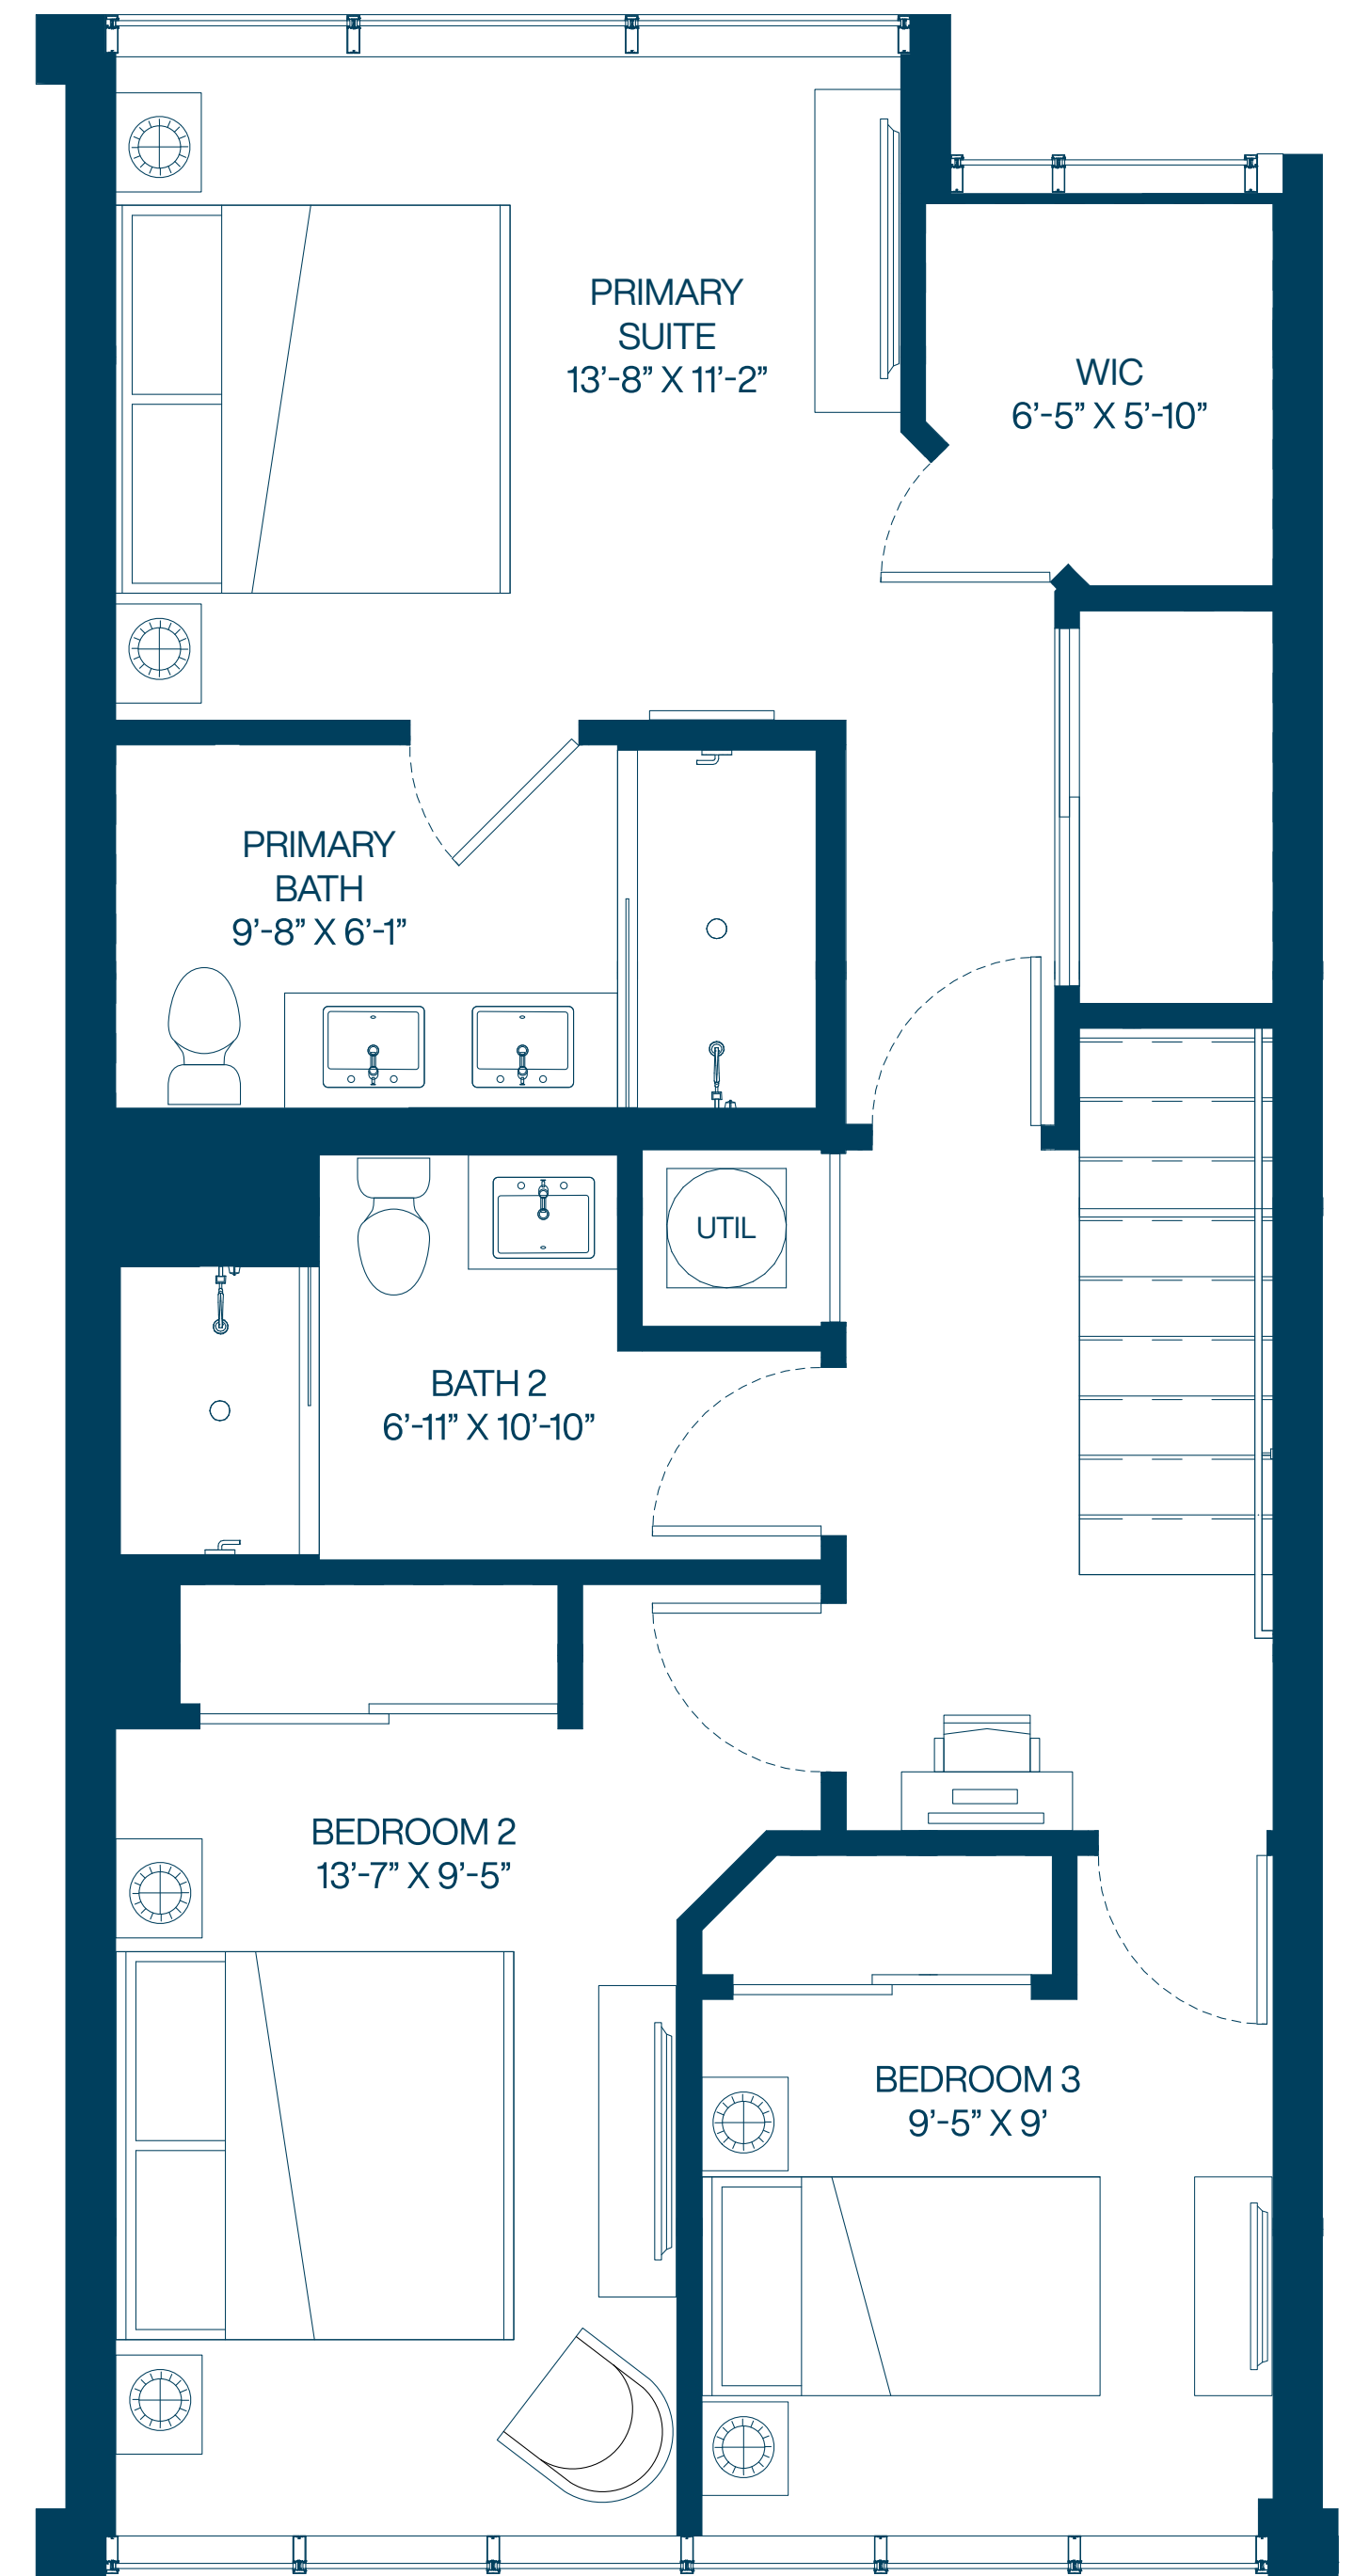 PRIMARY
SUITE
13’-8” X 11’-2”
WIC
6’-5” X 5’-10”
PRIMARY
BATH
9’-8” X 6’-1”
UTIL
BATH 2
6’-11” X 10’-10”
BEDROOM 2
13’-7” X 9’-5”
BEDROOM 3
9’-5” X 9’